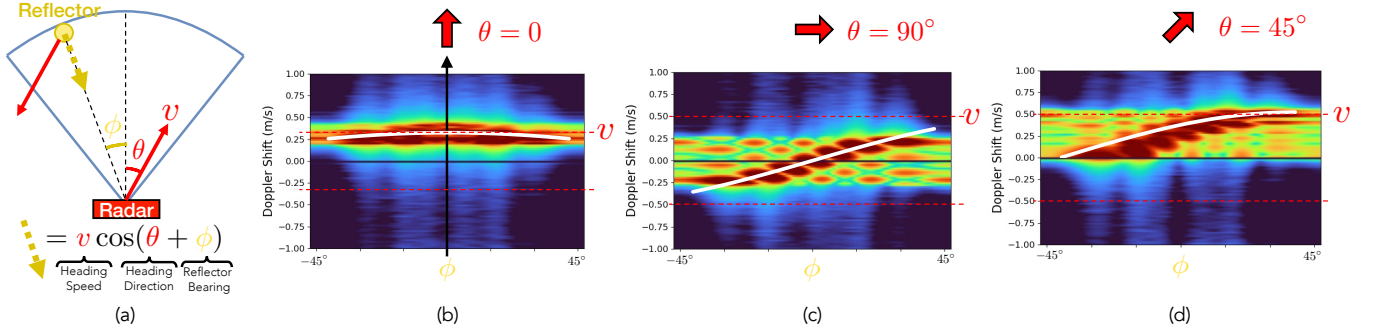 Reflector
v
ϕ
θ
Radar
= v cos(θ + ϕ)
Heading Speed
Heading Direction
Reflector Bearing
(a)
θ = 0
Doppler Shift (m/s)
1.00
0.75
0.50
0.25
0.00
−0.25
−0.50
−0.75
−1.00
v
−45°
ϕ
45°
(b)
θ = 90°
Doppler Shift (m/s)
1.00
0.75
0.50
0.25
0.00
−0.25
−0.50
−0.75
−1.00
v
−45°
ϕ
45°
(c)
θ = 45°
Doppler Shift (m/s)
1.00
0.75
0.50
0.25
0.00
−0.25
−0.50
−0.75
−1.00
v
−45°
ϕ
45°
(d)